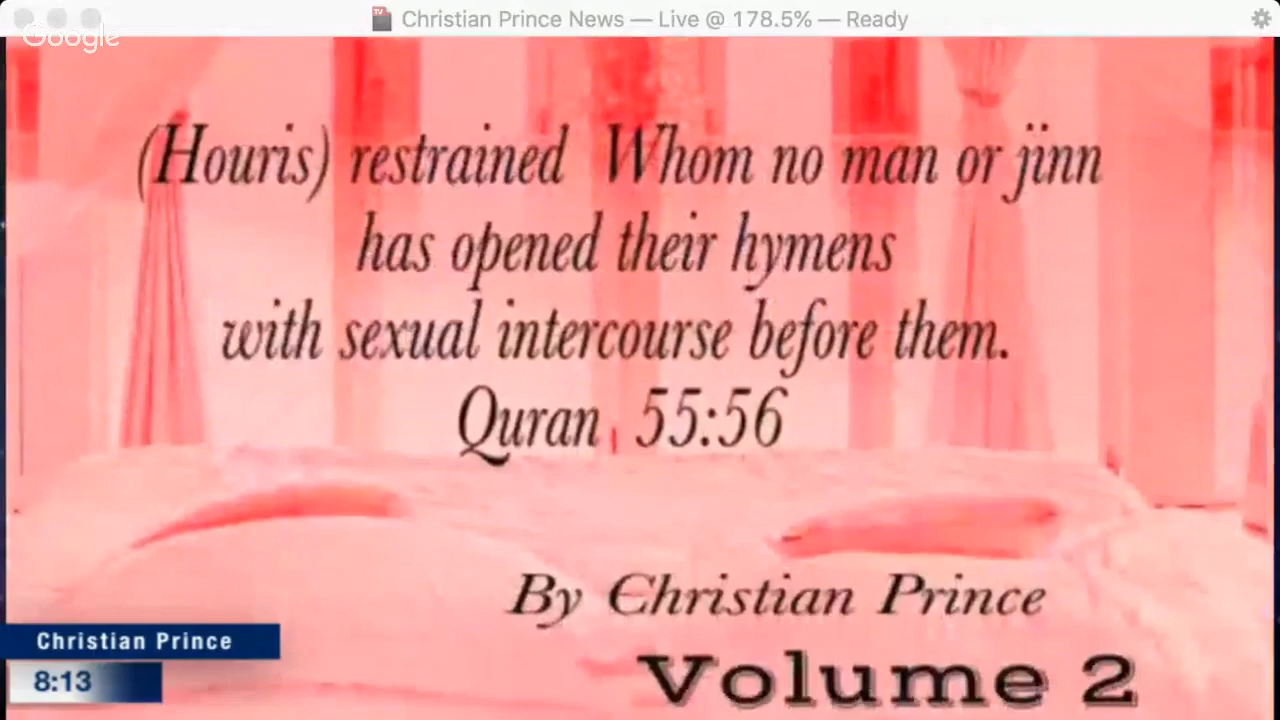 Christian Prince News — Live @ 178.5% — Ready
Google
(Houris) restrained Whom no man or jinn
has opened their hymens
with sexual intercourse before them.
Quran 55:56
By Christian Prince
Volume 2
Christian Prince
8:13